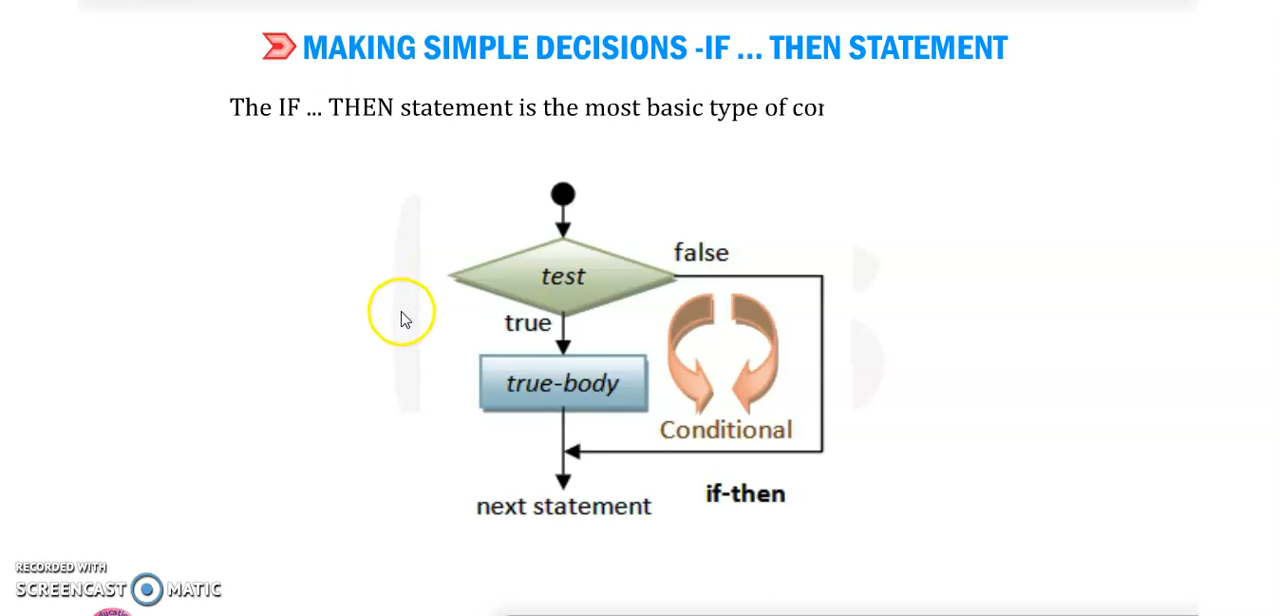 MAKING SIMPLE DECISIONS -IF ... THEN STATEMENT
The IF ... THEN statement is the most basic type of
test
false
true
true-body
Conditional
next statement
if-then
RECORDED WITH
SCREENCAST MATIC